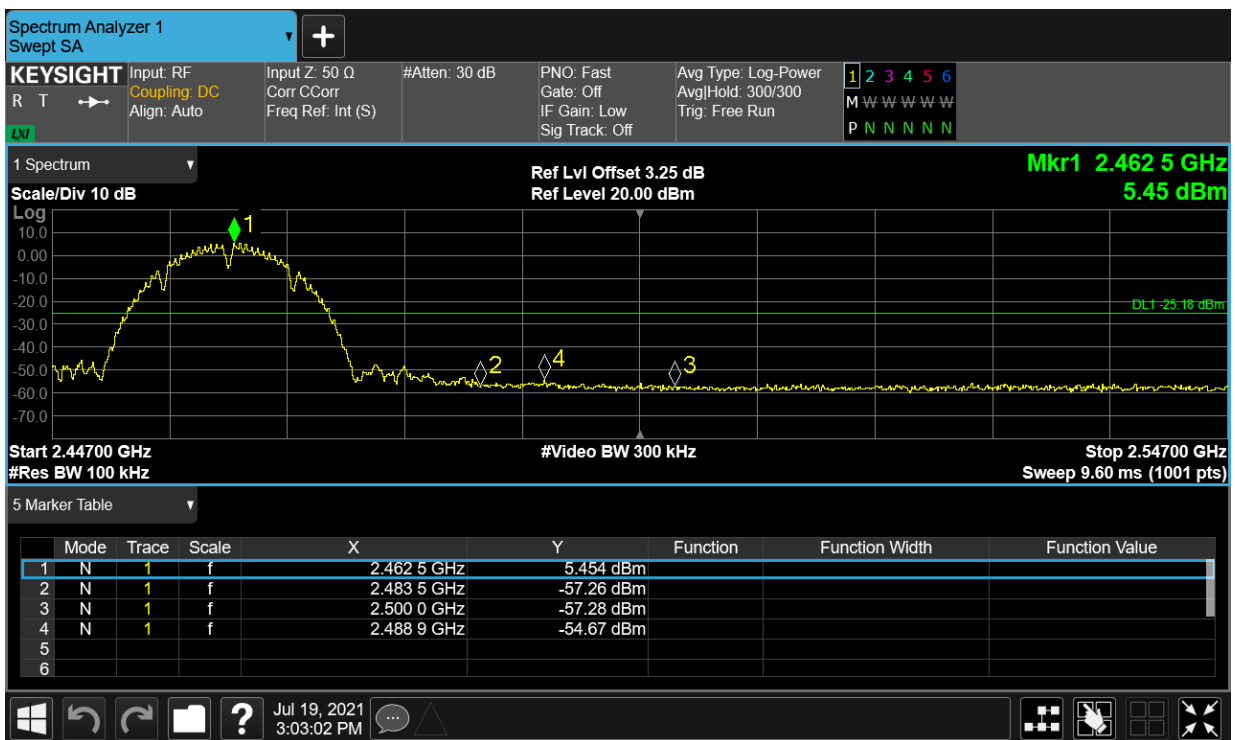 Spectrum Analyzer 1
Swept SA
+
KEYSIGHT Input: RF Input Z: 50 Ω #Atten: 30 dB PNO: Fast Avg Type: Log-Power 1 2 3 4 5 6
R T Coupling: DC Corr CCorr Gate: Off Avg|Hold: 300/300 M W W W W W
Align: Auto Freq Ref: Int (S) IF Gain: Low Trig: Free Run
LXI Sig Track: Off P N N N N N
1 Spectrum Ref Lvl Offset 3.25 dB Mkr1 2.462 5 GHz
Scale/Div 10 dB Ref Level 20.00 dBm 5.45 dBm
Log
1
10.0
0.00
-10.0
-20.0
DL1 -25.18 dBm
-30.0
-40.0
2 4 3
-50.0
-60.0
-70.0
Start 2.44700 GHz #Video BW 300 kHz Stop 2.54700 GHz
#Res BW 100 kHz Sweep 9.60 ms (1001 pts)
5 Marker Table
Mode Trace Scale X Y Function Function Width Function Value
1 N 1 f 2.462 5 GHz 5.454 dBm
2 N 1 f 2.483 5 GHz -57.26 dBm
3 N 1 f 2.500 0 GHz -57.28 dBm
4 N 1 f 2.488 9 GHz -54.67 dBm
5
6
? Jul 19, 2021
3:03:02 PM